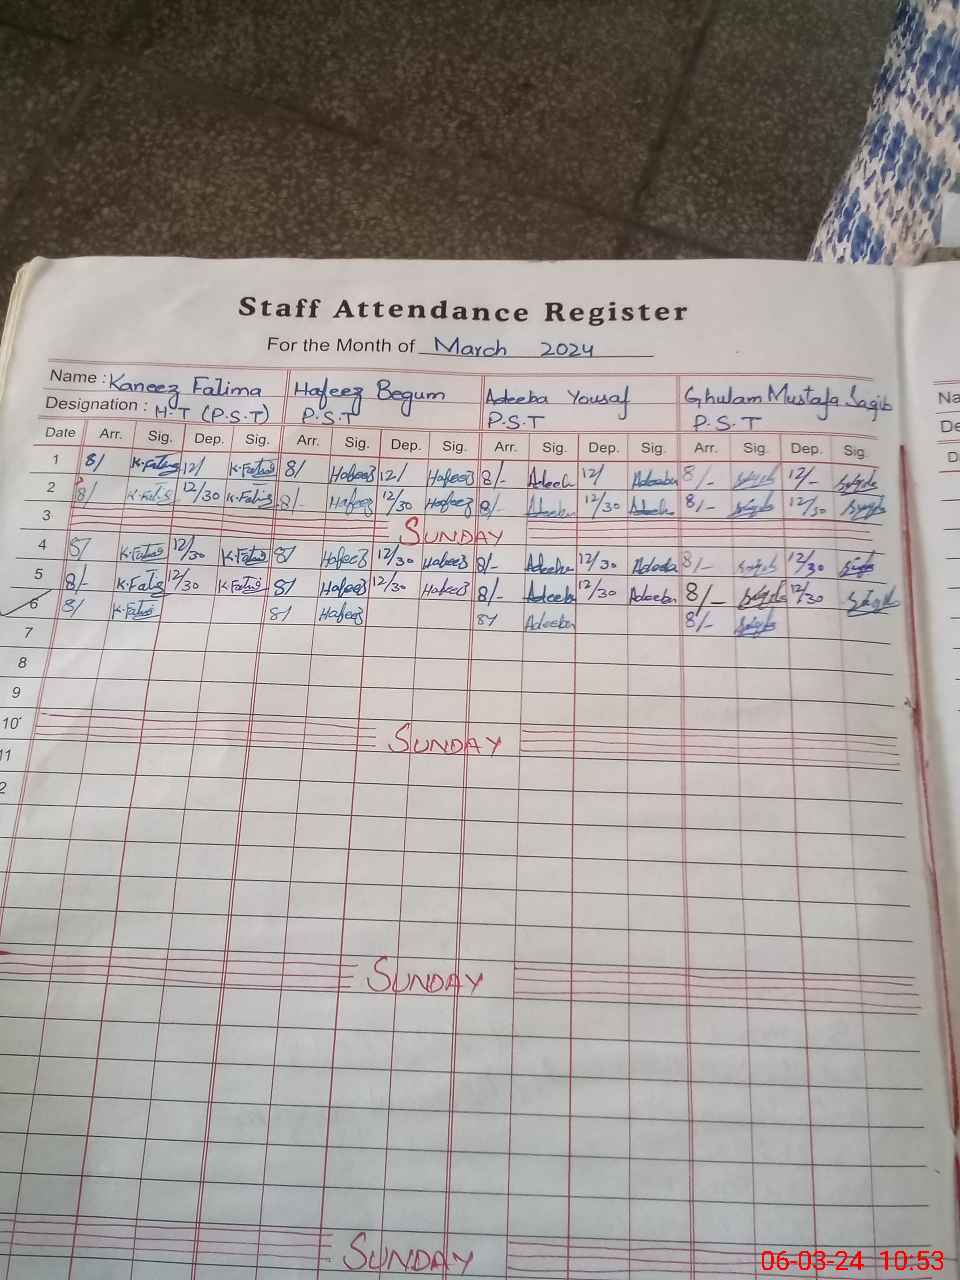 Staff Attendance Register
For the Month of March 2024
Name : Kaneez Fatima Hafeez Begum Adeeba Yousaf Ghulam Mustafa Saqib
Designation : H.T (P.S.T) P.S.T P.S.T P.S.T
Date Arr. Sig. Dep. Sig. Arr. Sig. Dep. Sig. Arr. Sig. Dep. Sig. Arr. Sig. Dep. Sig.
1 8/ K.Fatima 12/ K.Fatima 8/ Hafeez 12/ Hafeez 8/- Adeeba 12/ Adeeba 8/- 12/-
2 8/ K.Fatima 12/30 K.Fatima 8/- Hafeez 12/30 Hafeez 8/- Adeeba 12/30 Adeeba 8/- 12/30
3 SUNDAY
4 8/ K.Fatima 12/30 K.Fatima 8/ Hafeez 12/30 Hafeez 8/- Adeeba 12/30 Adeeba 8/- 12/30
5 8/- K.Fatima 12/30 K.Fatima 8/ Hafeez 12/30 Hafeez 8/- Adeeba 12/30 Adeeba 8/- 12/30
6 8/ K.Fatima 8/ Hafeez 8/ Adeeba 8/-
7
8
9
10 SUNDAY
11
2
SUNDAY
SUNDAY
Na
De
D
06-03-24 10:53